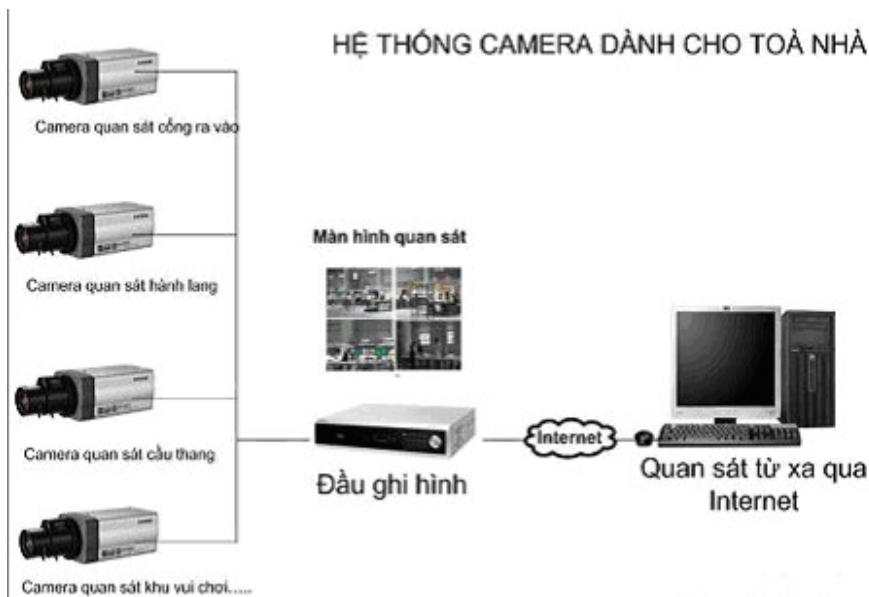 HỆ THỐNG CAMERA DÀNH CHO TOÀ NHÀ
Camera quan sát cổng ra vào
Camera quan sát hành lang
Camera quan sát cầu thang
Camera quan sát khu vui chơi.....
Màn hình quan sát
Đầu ghi hình
Internet
Quan sát từ xa qua
Internet